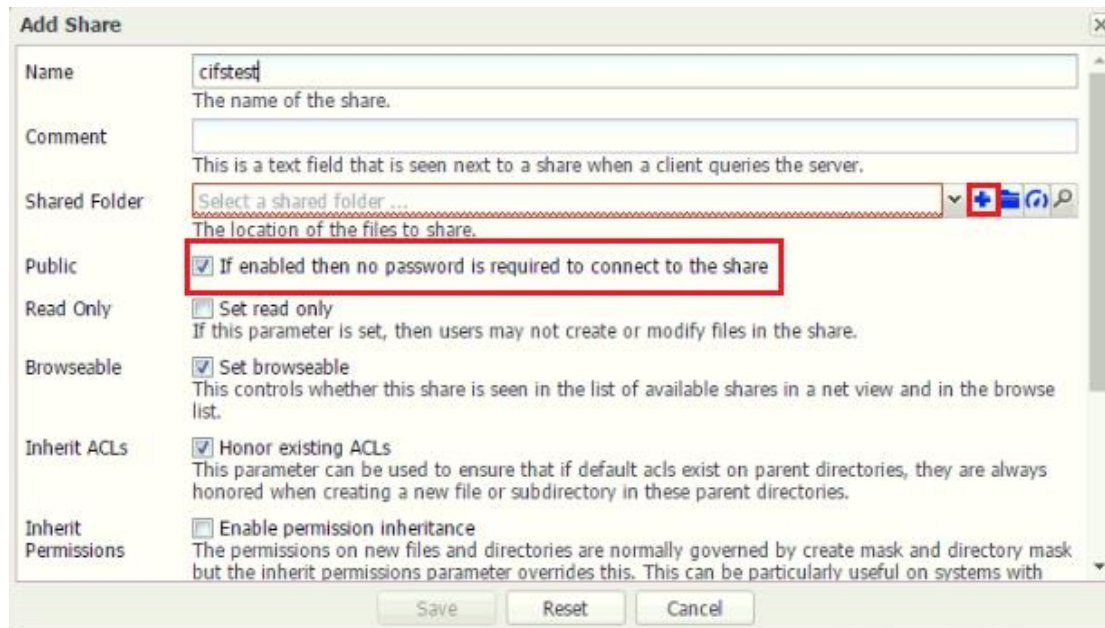 Add Share
Name
cifstest
The name of the share.
Comment
This is a text field that is seen next to a share when a client queries the server.
Shared Folder
Select a shared folder ...
The location of the files to share.
Public
If enabled then no password is required to connect to the share
Read Only
Set read only
If this parameter is set, then users may not create or modify files in the share.
Browseable
Set browseable
This controls whether this share is seen in the list of available shares in a net view and in the browse
list.
Inherit ACLs
Honor existing ACLs
This parameter can be used to ensure that if default acls exist on parent directories, they are always
honored when creating a new file or subdirectory in these parent directories.
Inherit
Permissions
Enable permission inheritance
The permissions on new files and directories are normally governed by create mask and directory mask
but the inherit permissions parameter overrides this. This can be particularly useful on systems with
Save
Reset
Cancel